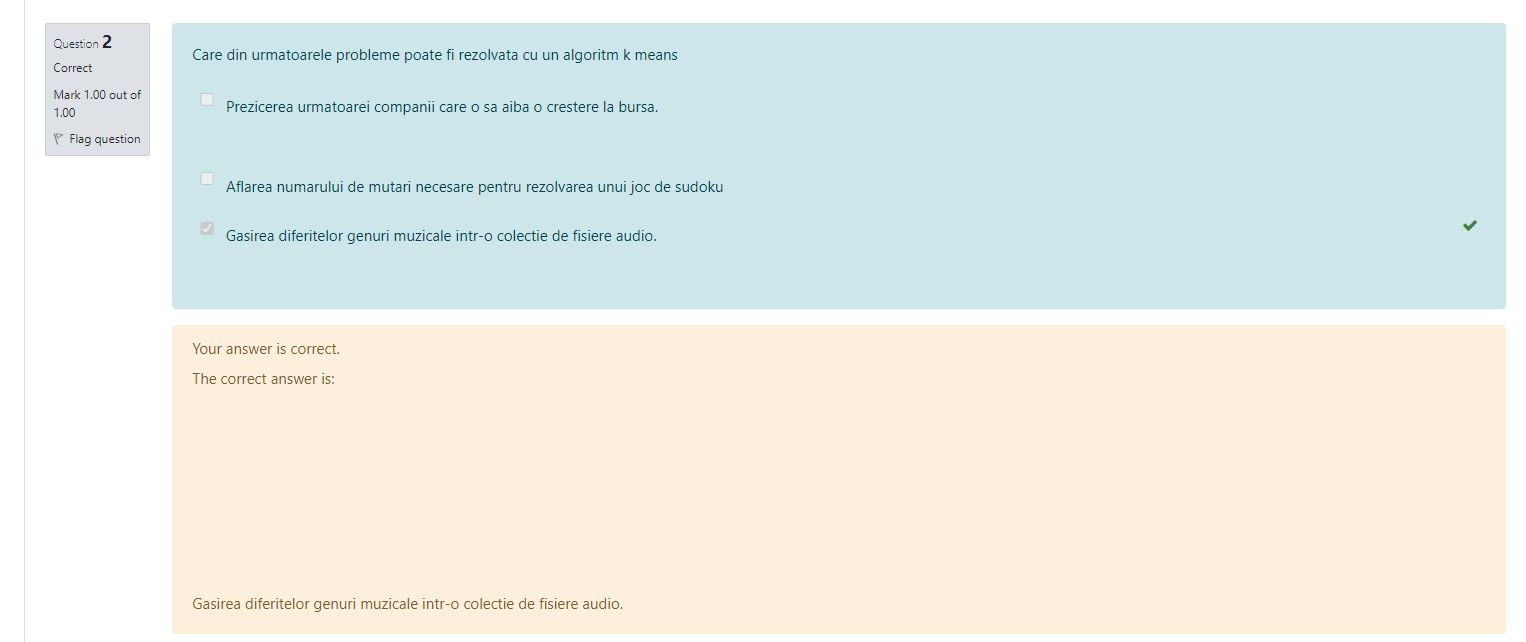 Question 2
Correct
Mark 1.00 out of
1.00
Flag question
Care din urmatoarele probleme poate fi rezolvata cu un algoritm k means
Prezicerea urmatoarei companii care o sa aiba o crestere la bursa.
Aflarea numarului de mutari necesare pentru rezolvarea unui joc de sudoku
Gasirea diferitelor genuri muzicale intr-o colectie de fisiere audio.
Your answer is correct.
The correct answer is:
Gasirea diferitelor genuri muzicale intr-o colectie de fisiere audio.